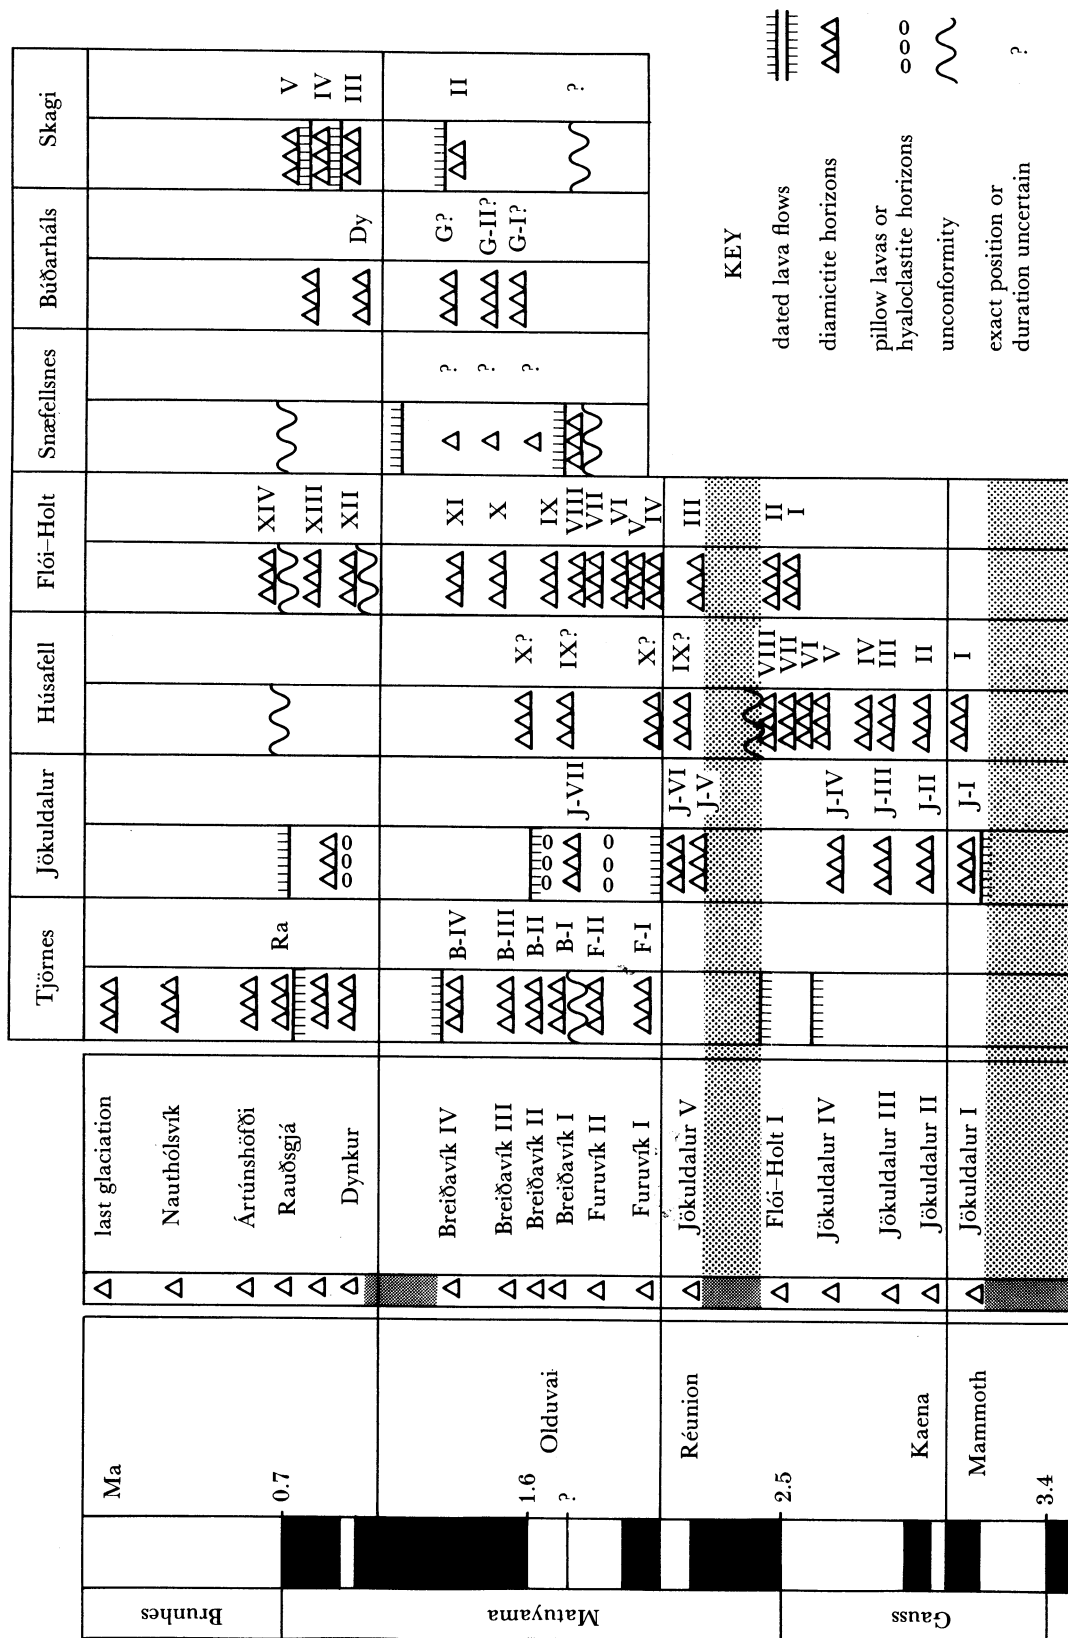 Brunhes
Matuyama
Gauss
Ma
0.7
1.6
?
2.5
3.4
Olduvai
Réunion
Kaena
Mammoth
last glaciation
Nauthólsvík
Ártúnshöfði
Rauðsgjá
Dynkur
Breiðavík IV
Breiðavík III
Breiðavík II
Breiðavík I
Furuvík II
Furuvík I
Jökuldalur V
Flói–Holt I
Jökuldalur IV
Jökuldalur III
Jökuldalur II
Jökuldalur I
Tjörnes
Ra
B-IV
B-III
B-II
B-I
F-II
F-I
Jökuldalur
J-VII
J-VI
J-V
J-IV
J-III
J-II
J-I
Húsafell
X?
IX?
X?
IX?
VIII
VII
VI
V
IV
III
II
I
Flói–Holt
XIV
XIII
XII
XI
X
IX
VIII
VII
VI
V
IV
III
II
I
Snæfellsnes
?
?
?
Búðarháls
Dy
G?
G-II?
G-I?
Skagi
V
IV
III
II
?
KEY
dated lava flows
diamictite horizons
pillow lavas or
hyaloclastite horizons
unconformity
exact position or
duration uncertain
?